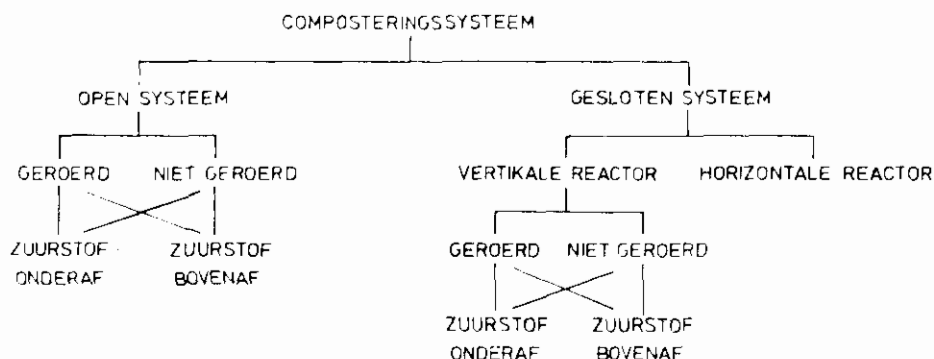 COMPOSTERINGSSYSTEEM
OPEN SYSTEEM
GESLOTEN SYSTEEM
GEROERD NIET GEROERD
VERTIKALE REACTOR HORIZONTALE REACTOR
ZUURSTOF ZUURSTOF
ONDERAF BOVENAF
GEROERD NIET GEROERD
ZUURSTOF ZUURSTOF
ONDERAF BOVENAF